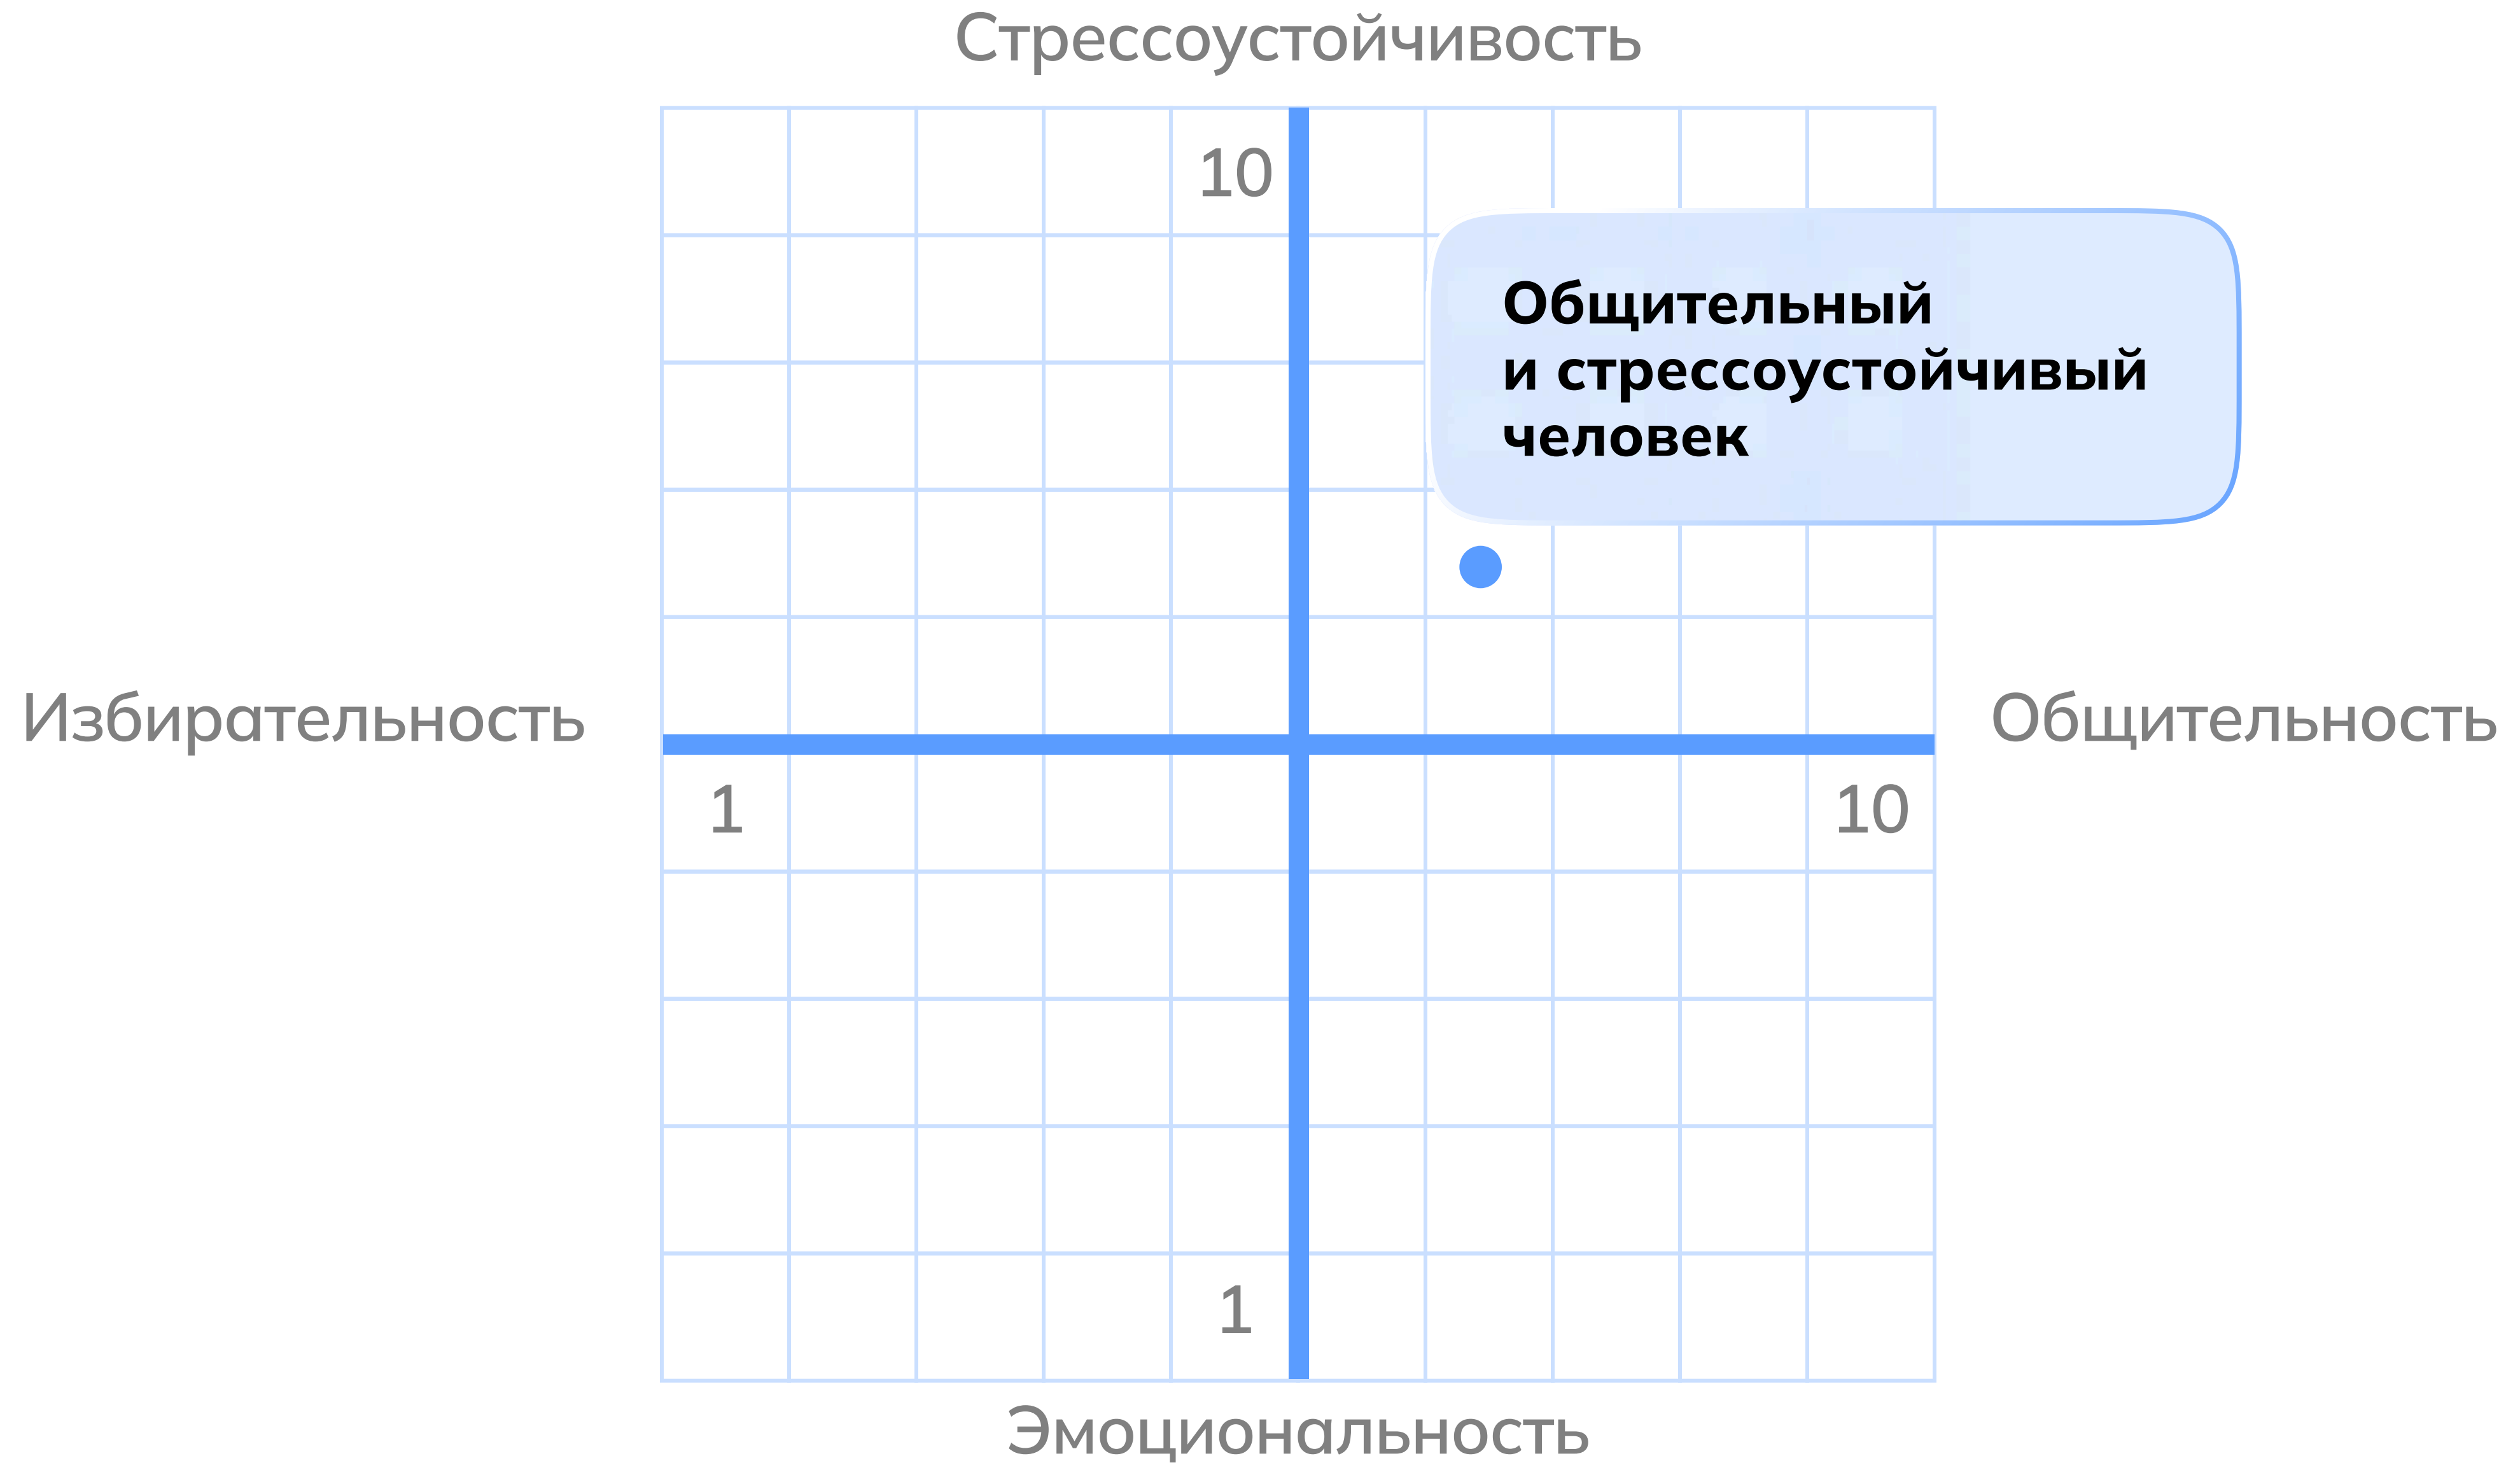 Стрессоустойчивость
10
Общительный
и стрессоустойчивый
человек
Избирательность
Общительность
1
10
1
Эмоциональность